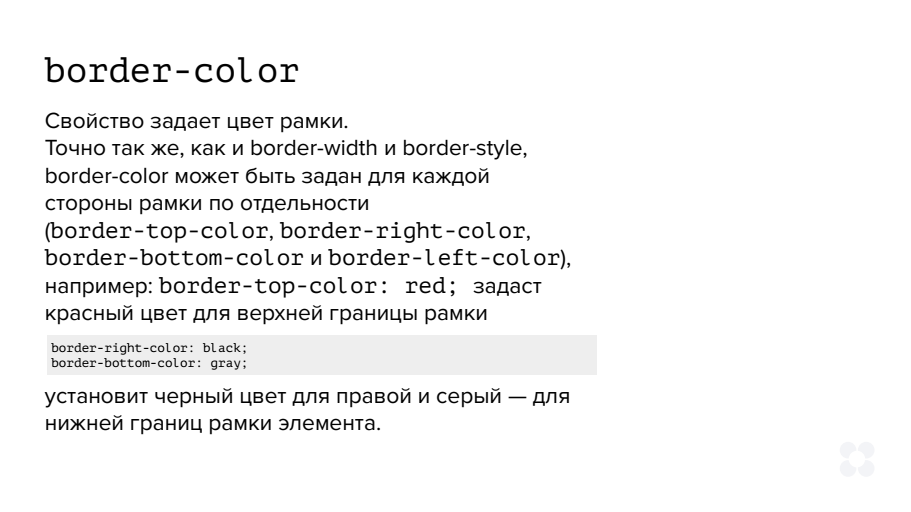 border-color
Свойство задает цвет рамки.
Точно так же, как и border-width и border-style,
border-color может быть задан для каждой
стороны рамки по отдельности
(border-top-color, border-right-color,
border-bottom-color и border-left-color),
например: border-top-color: red; задаст
красный цвет для верхней границы рамки
border-right-color: black;
border-bottom-color: gray;
установит черный цвет для правой и серый — для
нижней границ рамки элемента.